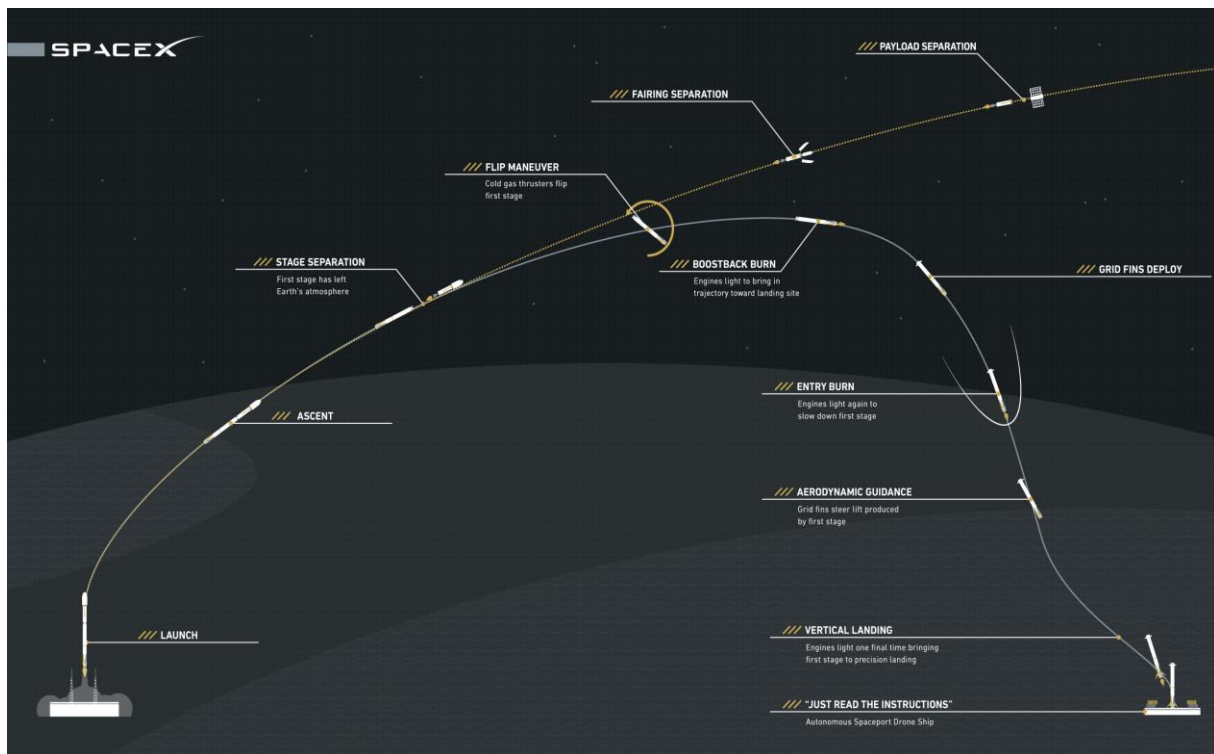 SPACEX
/// PAYLOAD SEPARATION
/// FAIRING SEPARATION
/// FLIP MANEUVER
Cold gas thrusters flip
first stage
/// STAGE SEPARATION
First stage has left
Earth's atmosphere
/// BOOSTBACK BURN
Engines light to bring in
trajectory toward landing site
/// GRID FINS DEPLOY
/// ENTRY BURN
Engines light again to
slow down first stage
/// ASCENT
/// AERODYNAMIC GUIDANCE
Grid fins steer lift produced
by first stage
/// LAUNCH
/// VERTICAL LANDING
Engines light one final time bringing
first stage to precision landing
/// "JUST READ THE INSTRUCTIONS"
Autonomous Spaceport Drone Ship